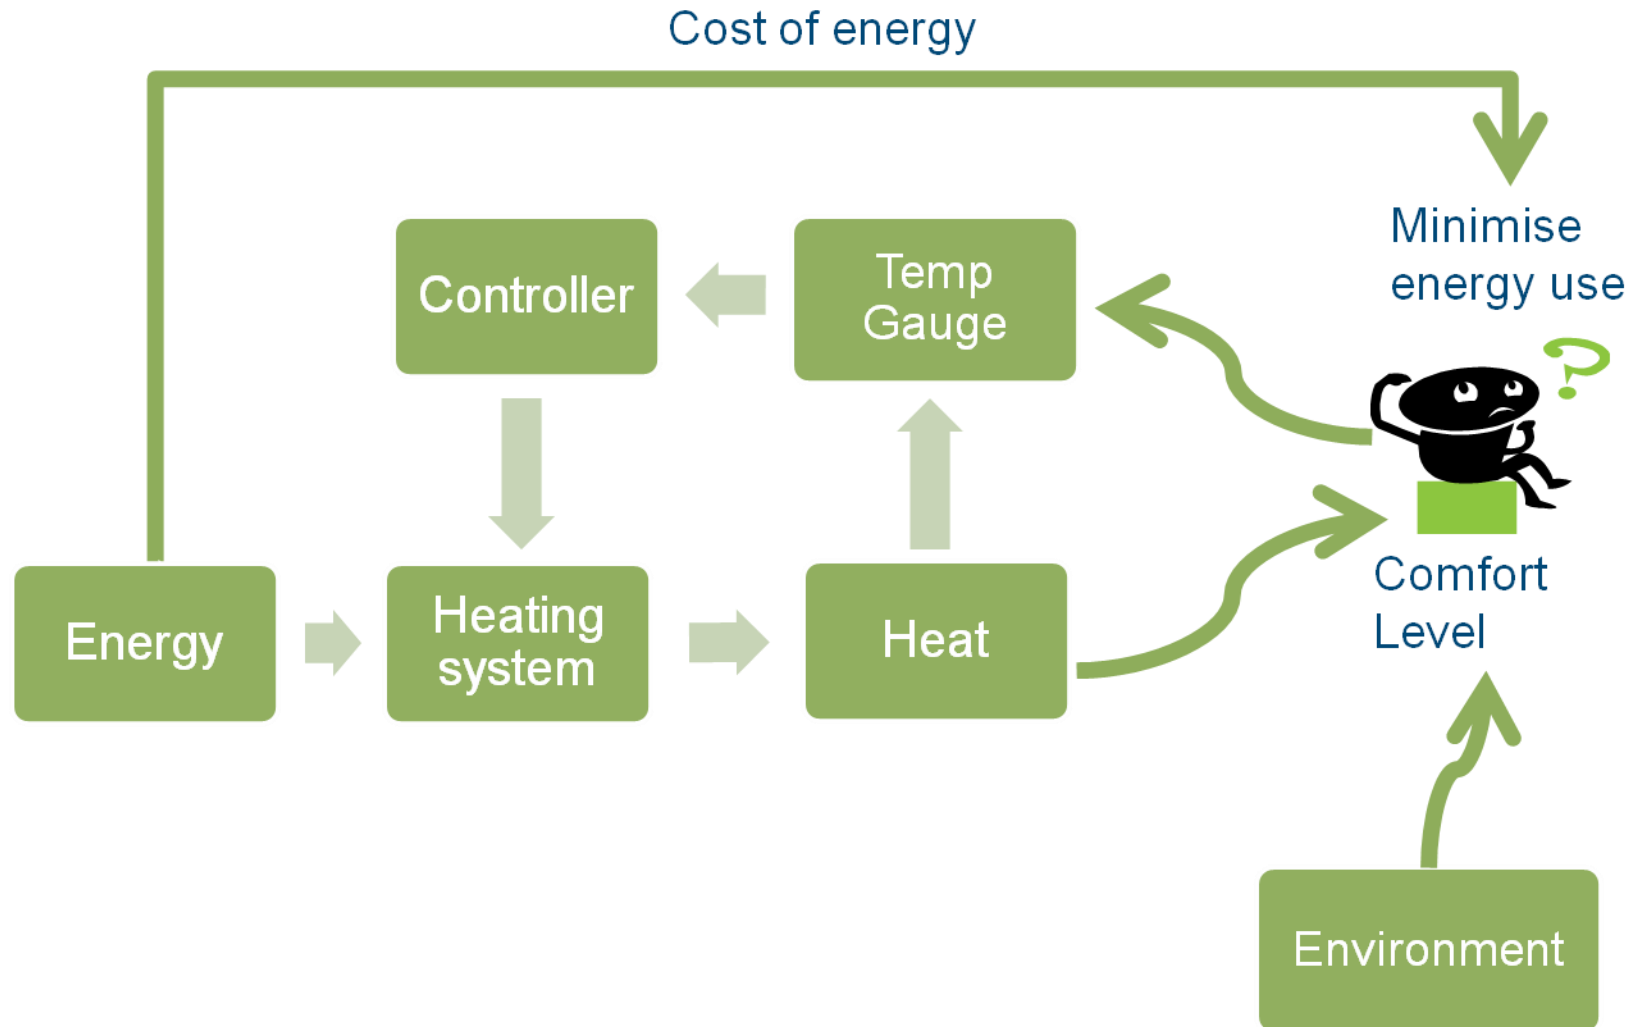 Cost of energy
Minimise
energy use
Controller
Temp
Gauge
Comfort
Level
Energy
Heating
system
Heat
Environment